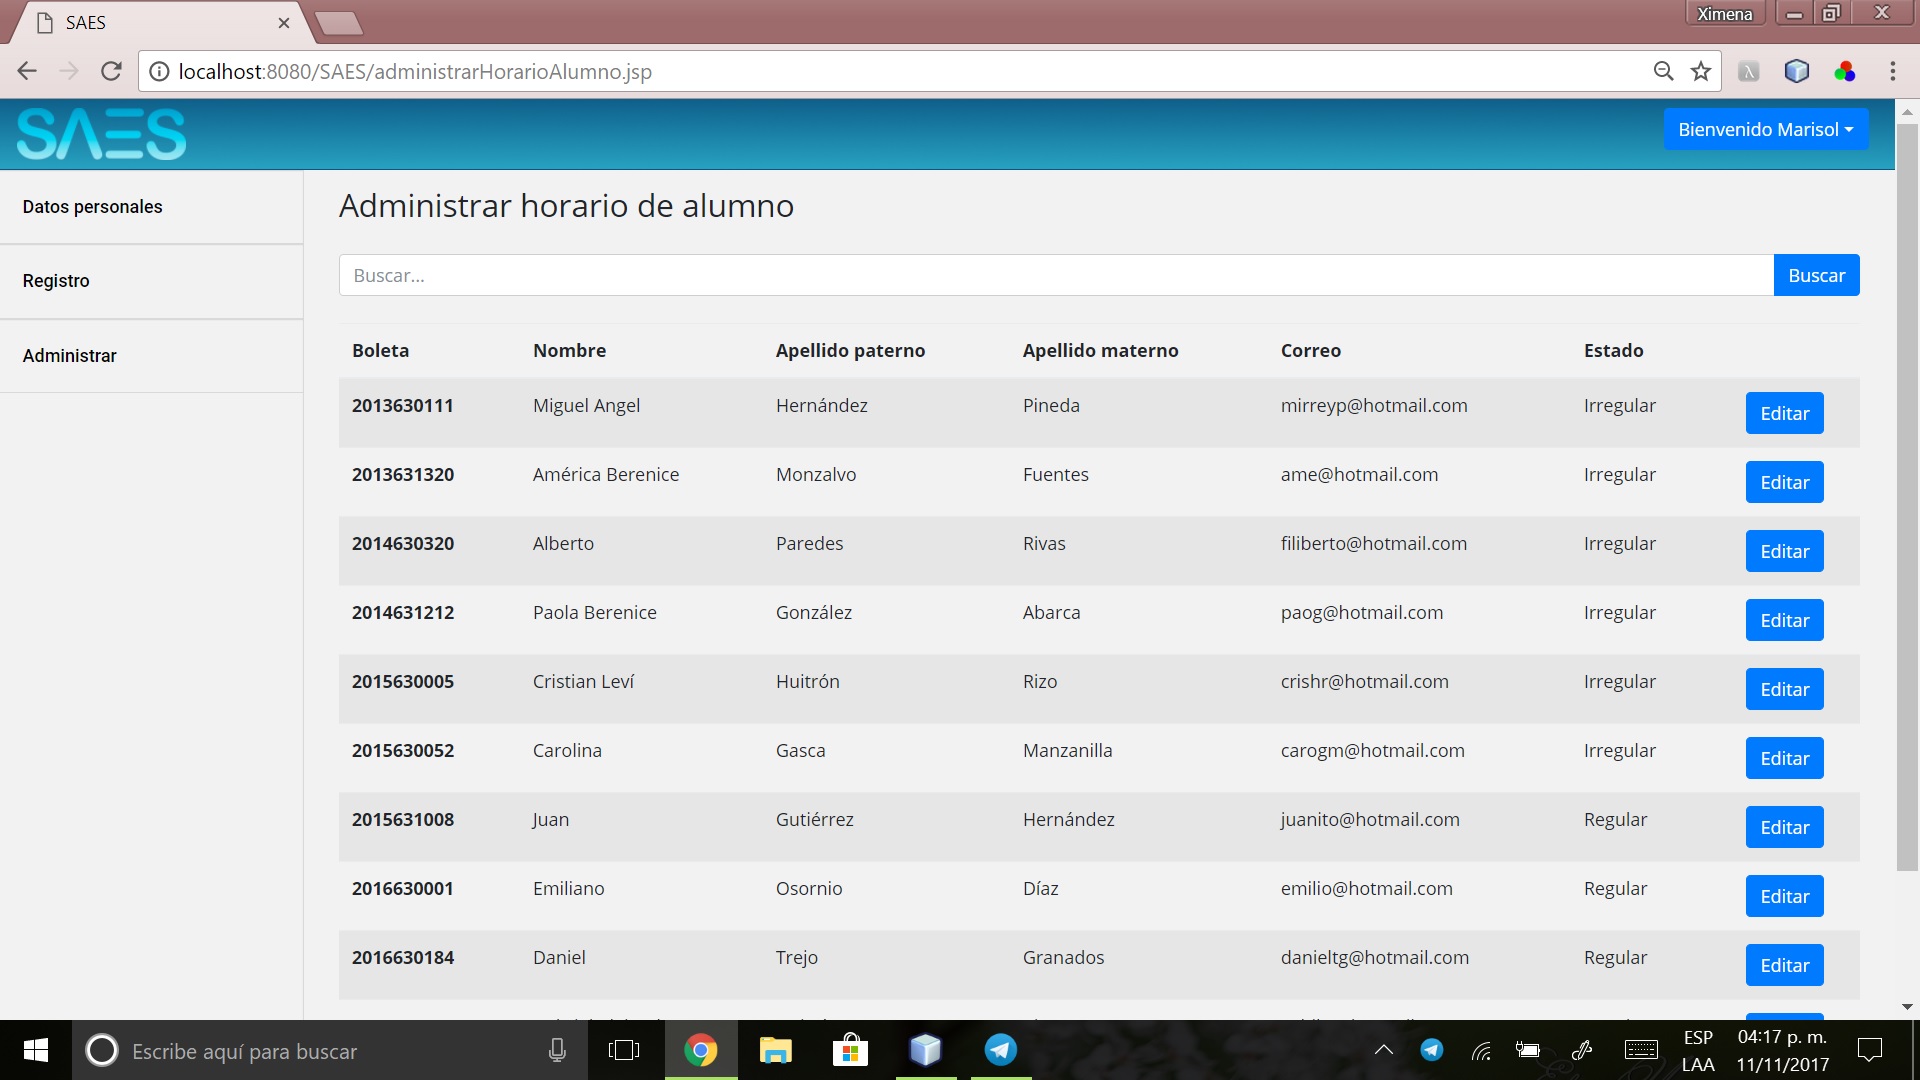 SAES
Ximena
localhost:8080/SAES/administrarHorarioAlumno.jsp
SAES
Bienvenido Marisol
Datos personales
Registro
Administrar
Administrar horario de alumno
Buscar...
Buscar
Boleta Nombre Apellido paterno Apellido materno Correo Estado
2013630111 Miguel Angel Hernández Pineda mirreyp@hotmail.com Irregular Editar
2013631320 América Berenice Monzalvo Fuentes ame@hotmail.com Irregular Editar
2014630320 Alberto Paredes Rivas filiberto@hotmail.com Irregular Editar
2014631212 Paola Berenice González Abarca paog@hotmail.com Irregular Editar
2015630005 Cristian Leví Huitrón Rizo crishr@hotmail.com Irregular Editar
2015630052 Carolina Gasca Manzanilla carogm@hotmail.com Irregular Editar
2015631008 Juan Gutiérrez Hernández juanito@hotmail.com Regular Editar
2016630001 Emiliano Osornio Díaz emilio@hotmail.com Regular Editar
2016630184 Daniel Trejo Granados danieltg@hotmail.com Regular Editar
Escribe aquí para buscar
ESP
LAA
04:17 p. m.
11/11/2017